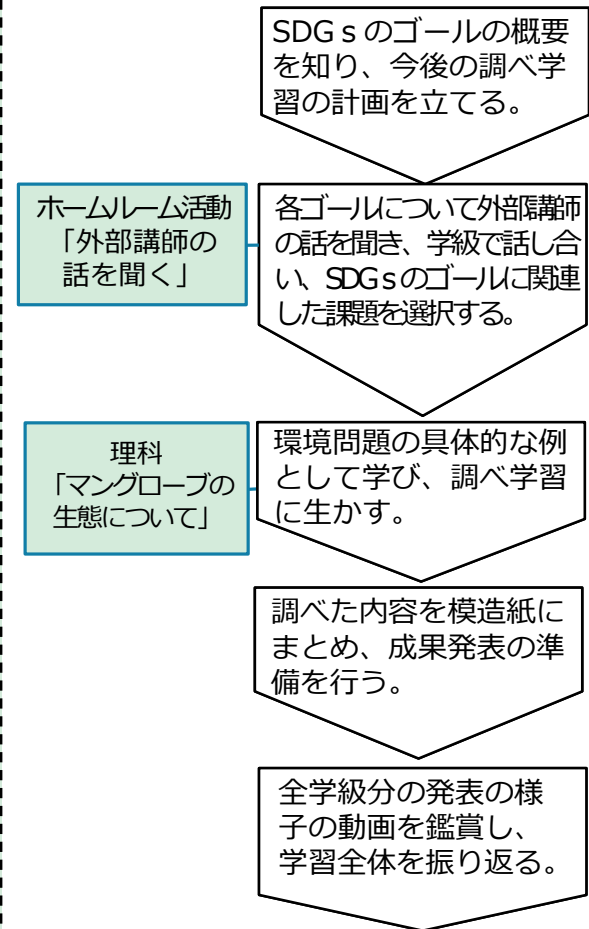 SDGｓのゴールの概要
を知り、今後の調べ学
習の計画を立てる。
ホームルーム活動
「外部講師の
話を聞く」
各ゴールについて外部講師
の話を聞き、学級で話し合
い、SDGｓのゴールに関連
した課題を選択する。
理科
「マングローブの
生態について」
環境問題の具体的な例
として学び、調べ学習
に生かす。
調べた内容を模造紙に
まとめ、成果発表の準
備を行う。
全学級分の発表の様
子の動画を鑑賞し、
学習全体を振り返る。